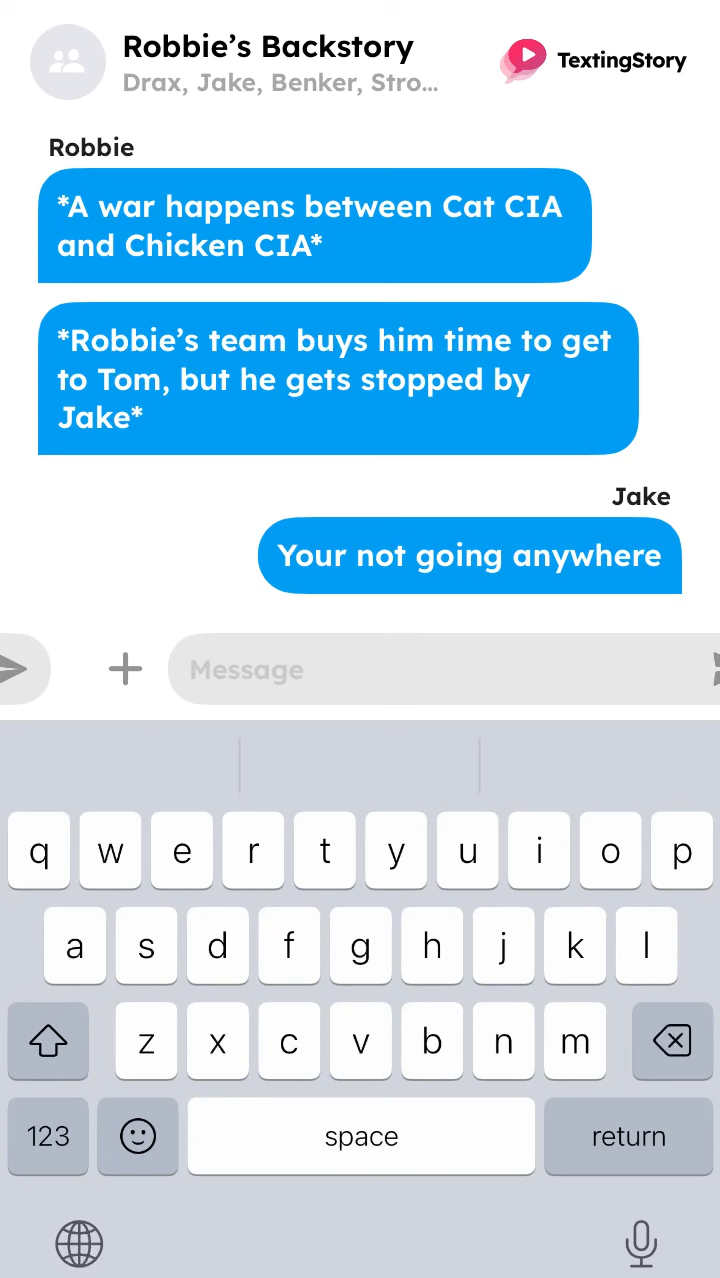 Robbie’s Backstory
Drax, Jake, Benker, Stro...
TextingStory
Robbie
*A war happens between Cat CIA
and Chicken CIA*
*Robbie’s team buys him time to get
to Tom, but he gets stopped by
Jake*
Jake
Your not going anywhere
Message
q w e r t y u i o p
a s d f g h j k l
z x c v b n m
123 space return